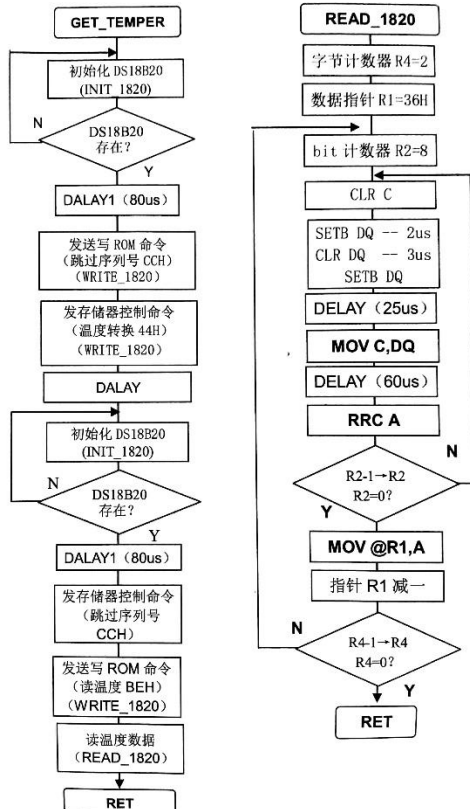 GET_TEMPER
初始化 DS18B20
(INIT_1820)
N
DS18B20
存在？
Y
DALAY1（80us）
发送写 ROM 命令
（跳过序列号 CCH）
(WRITE_1820)
发存储器控制命令
（温度转换 44H）
(WRITE_1820)
DALAY
初始化 DS18B20
(INIT_1820)
N
DS18B20
存在？
Y
DALAY1（80us）
发存储器控制命令
（跳过序列号
CCH）
发送写 ROM 命令
（读温度 BEH）
(WRITE_1820)
读温度数据
（READ_1820）
RET
READ_1820
字节计数器 R4=2
数据指针 R1=36H
bit 计数器 R2=8
CLR C
SETB DQ -- 2us
CLR DQ -- 3us
SETB DQ
DELAY（25us）
MOV C,DQ
DELAY（60us）
RRC A
N
R2-1→R2
R2=0？
Y
MOV @R1,A
指针 R1 减一
N
R4-1→R4
R4=0？
Y
RET